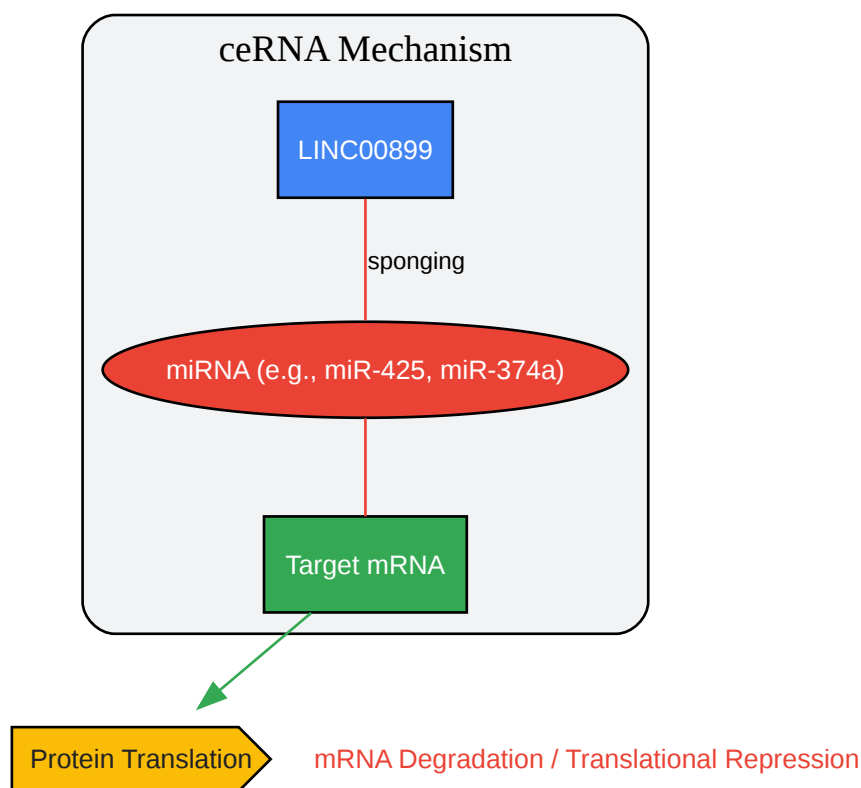 ceRNA Mechanism
LINC00899
sponging
miRNA (e.g., miR-425, miR-374a)
Target mRNA
Protein Translation
mRNA Degradation / Translational Repression